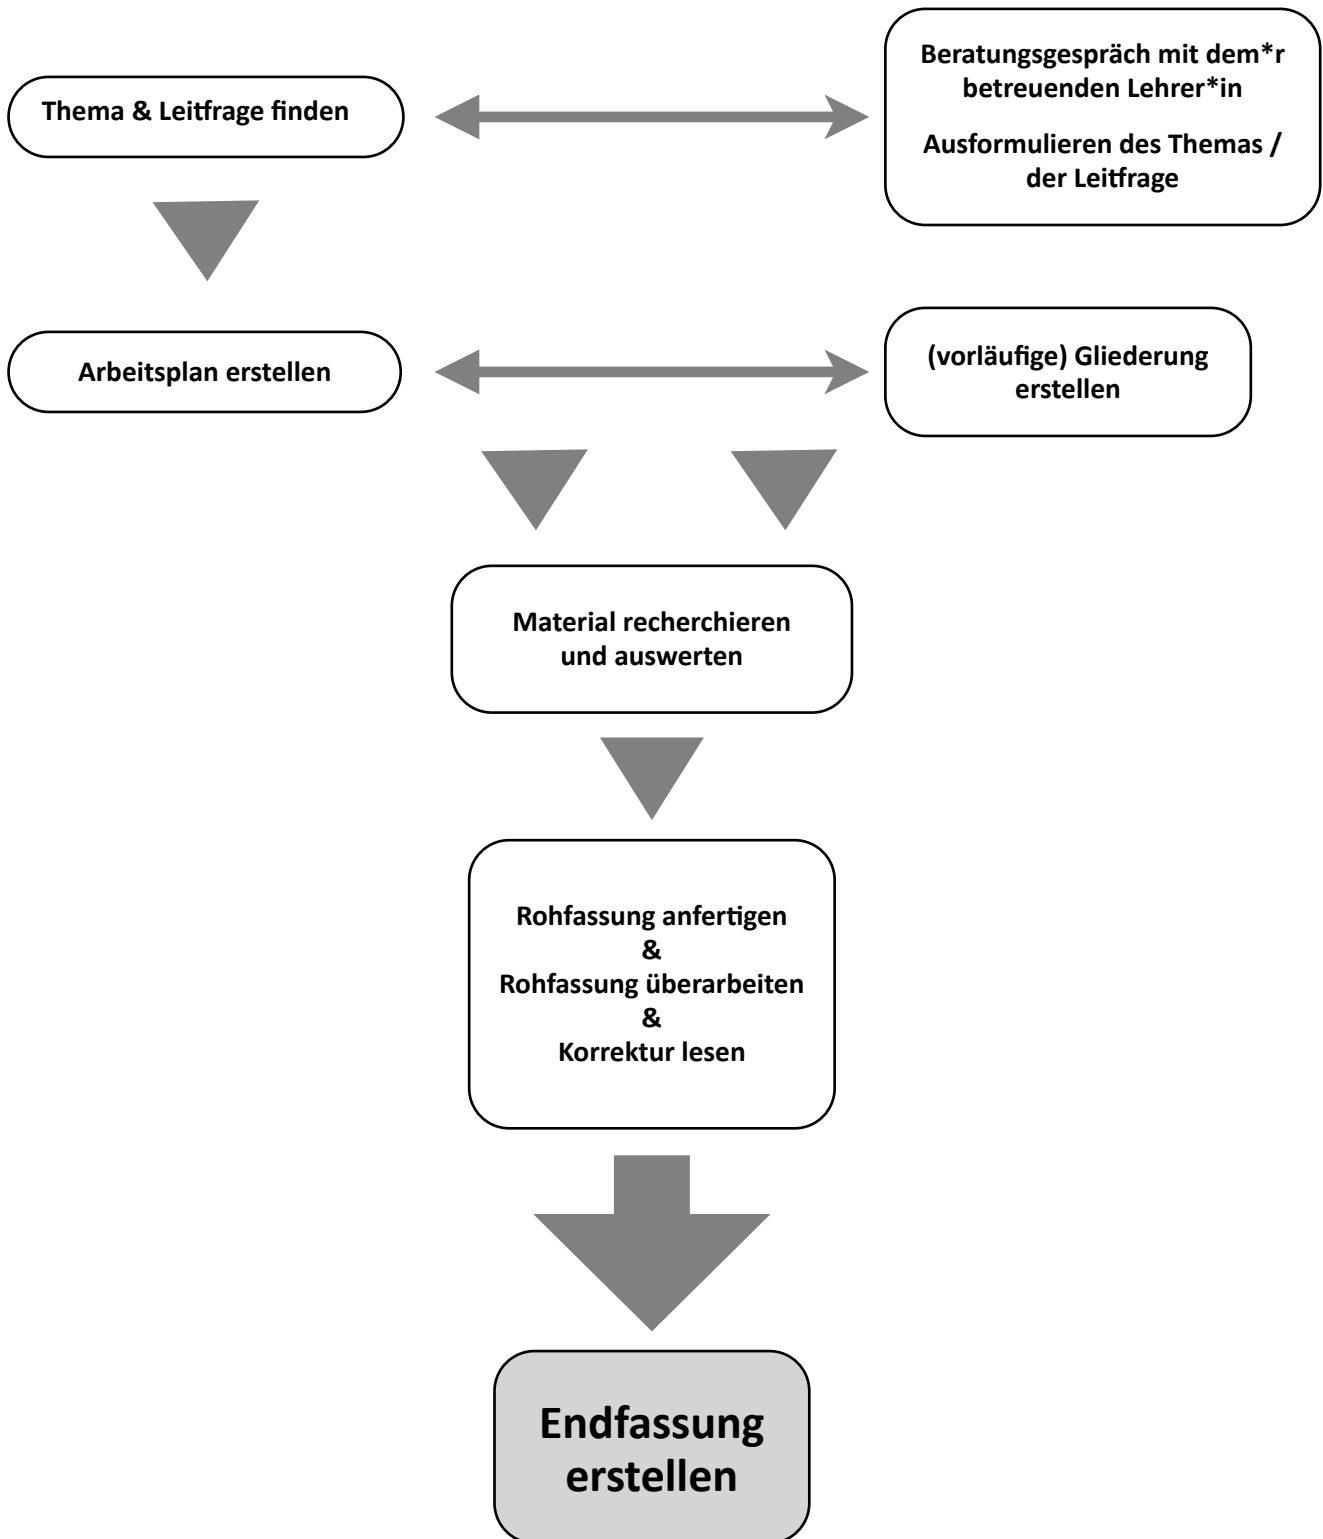 Thema & Leitfrage finden
Beratungsgespräch mit dem*r
betreuenden Lehrer*in
Ausformulieren des Themas /
der Leitfrage
Arbeitsplan erstellen
(vorläufige) Gliederung
erstellen
Material recherchieren
und auswerten
Rohfassung anfertigen
&
Rohfassung überarbeiten
&
Korrektur lesen
Endfassung
erstellen